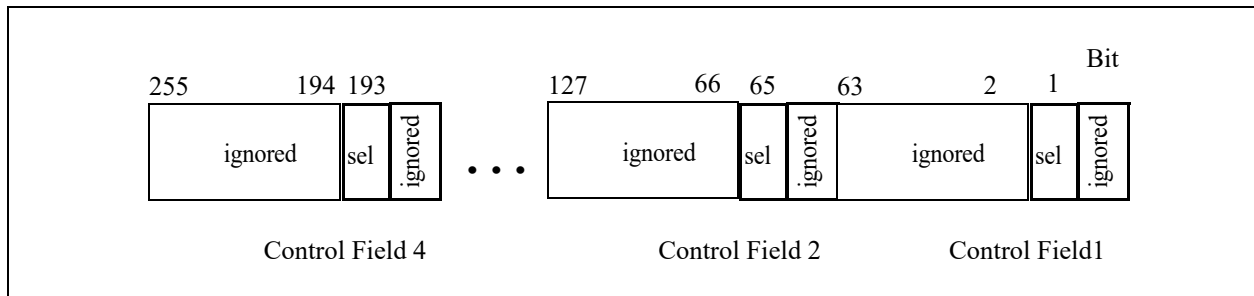 Bit
255 194 193 127 66 65 63 2 1
ignored sel ignored . . . ignored sel ignored ignored sel ignored
Control Field 4 Control Field 2 Control Field1